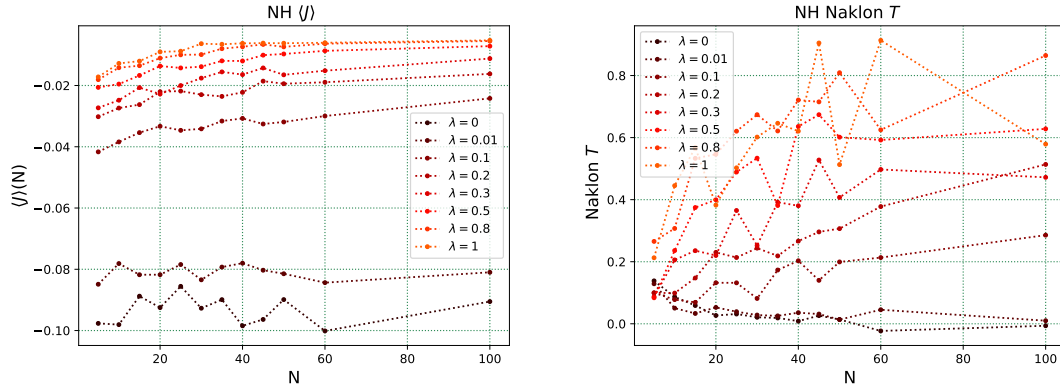 NH ⟨J⟩
⟨J⟩(N)
−0.02
−0.04
−0.06
−0.08
−0.10
20
40
60
80
100
N
λ = 0
λ = 0.01
λ = 0.1
λ = 0.2
λ = 0.3
λ = 0.5
λ = 0.8
λ = 1
NH Naklon T
Naklon T
0.8
0.6
0.4
0.2
0.0
20
40
60
80
100
N
λ = 0
λ = 0.01
λ = 0.1
λ = 0.2
λ = 0.3
λ = 0.5
λ = 0.8
λ = 1